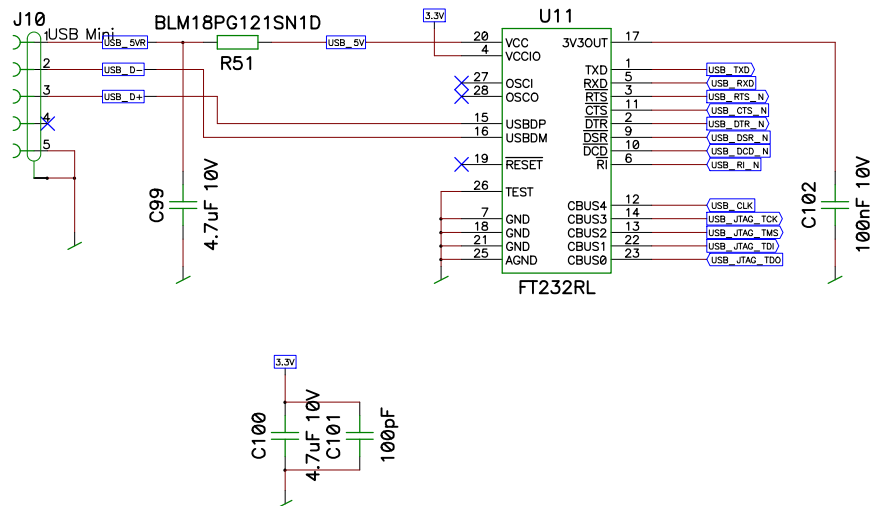 J10
USB Mini
1
2
3
4
5
USB_5VR
USB_D-
USB_D+
BLM18PG121SN1D
R51
USB_5V
C99
4.7uF 10V
3.3V
U11
20 VCC
4 VCCIO
27 OSCI
28 OSCO
15 USBDP
16 USBDM
19 RESET
26 TEST
7 GND
18 GND
21 GND
25 AGND
3V3OUT 17
TXD 1 USB_TXD
RXD 5 USB_RXD
RTS 3 USB_RTS_N
CTS 11 USB_CTS_N
DTR 2 USB_DTR_N
DSR 9 USB_DSR_N
DCD 10 USB_DCD_N
RI 6 USB_RI_N
CBUS4 12 USB_CLK
CBUS3 14 USB_JTAG_TCK
CBUS2 13 USB_JTAG_TMS
CBUS1 22 USB_JTAG_TDI
CBUS0 23 USB_JTAG_TDO
FT232RL
C102
100nF 10V
3.3V
C100
4.7uF 10V
C101
100pF